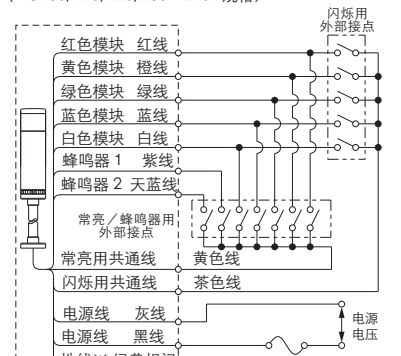 闪烁用
外部接点
红色模块 红线
黄色模块 橙线
绿色模块 绿线
蓝色模块 蓝线
白色模块 白线
蜂鸣器 1 紫线
蜂鸣器 2 天蓝线
常亮／蜂鸣器用
外部接点
常亮用共通线 黄色线
闪烁用共通线 茶色线
电源线 灰线
电源线 黑线
电源
电压